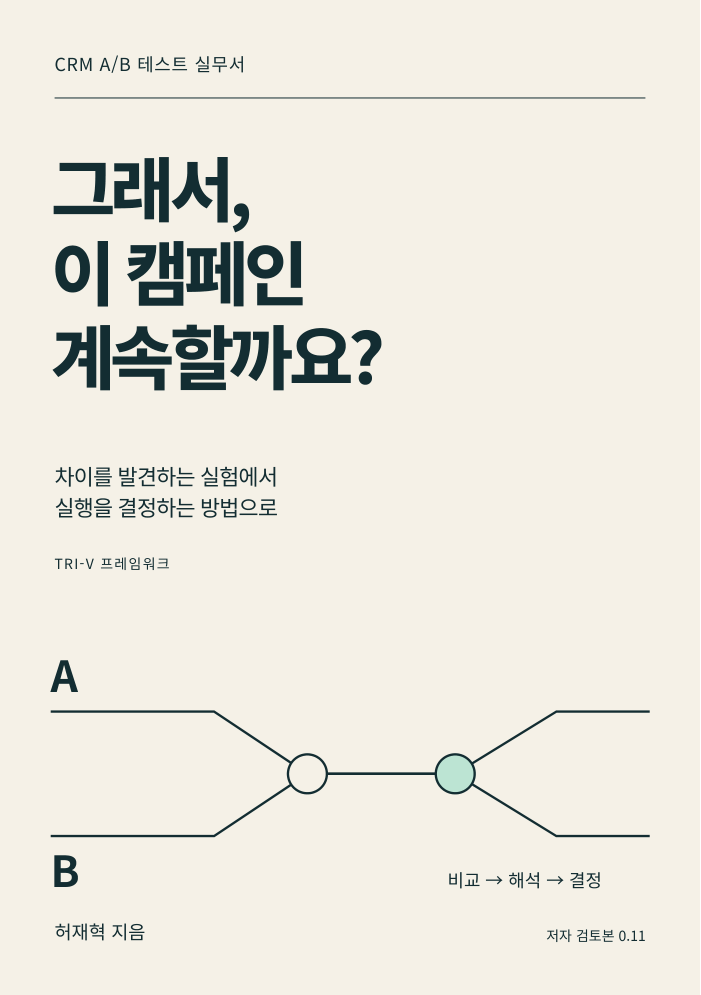 CRM A/B 테스트 실무서
그래서,
이 캠페인
계속할까요?
차이를 발견하는 실험에서
실행을 결정하는 방법으로
TRI-V 프레임워크
A
B
비교 → 해석 → 결정
허재혁 지음
저자 검토본 0.11